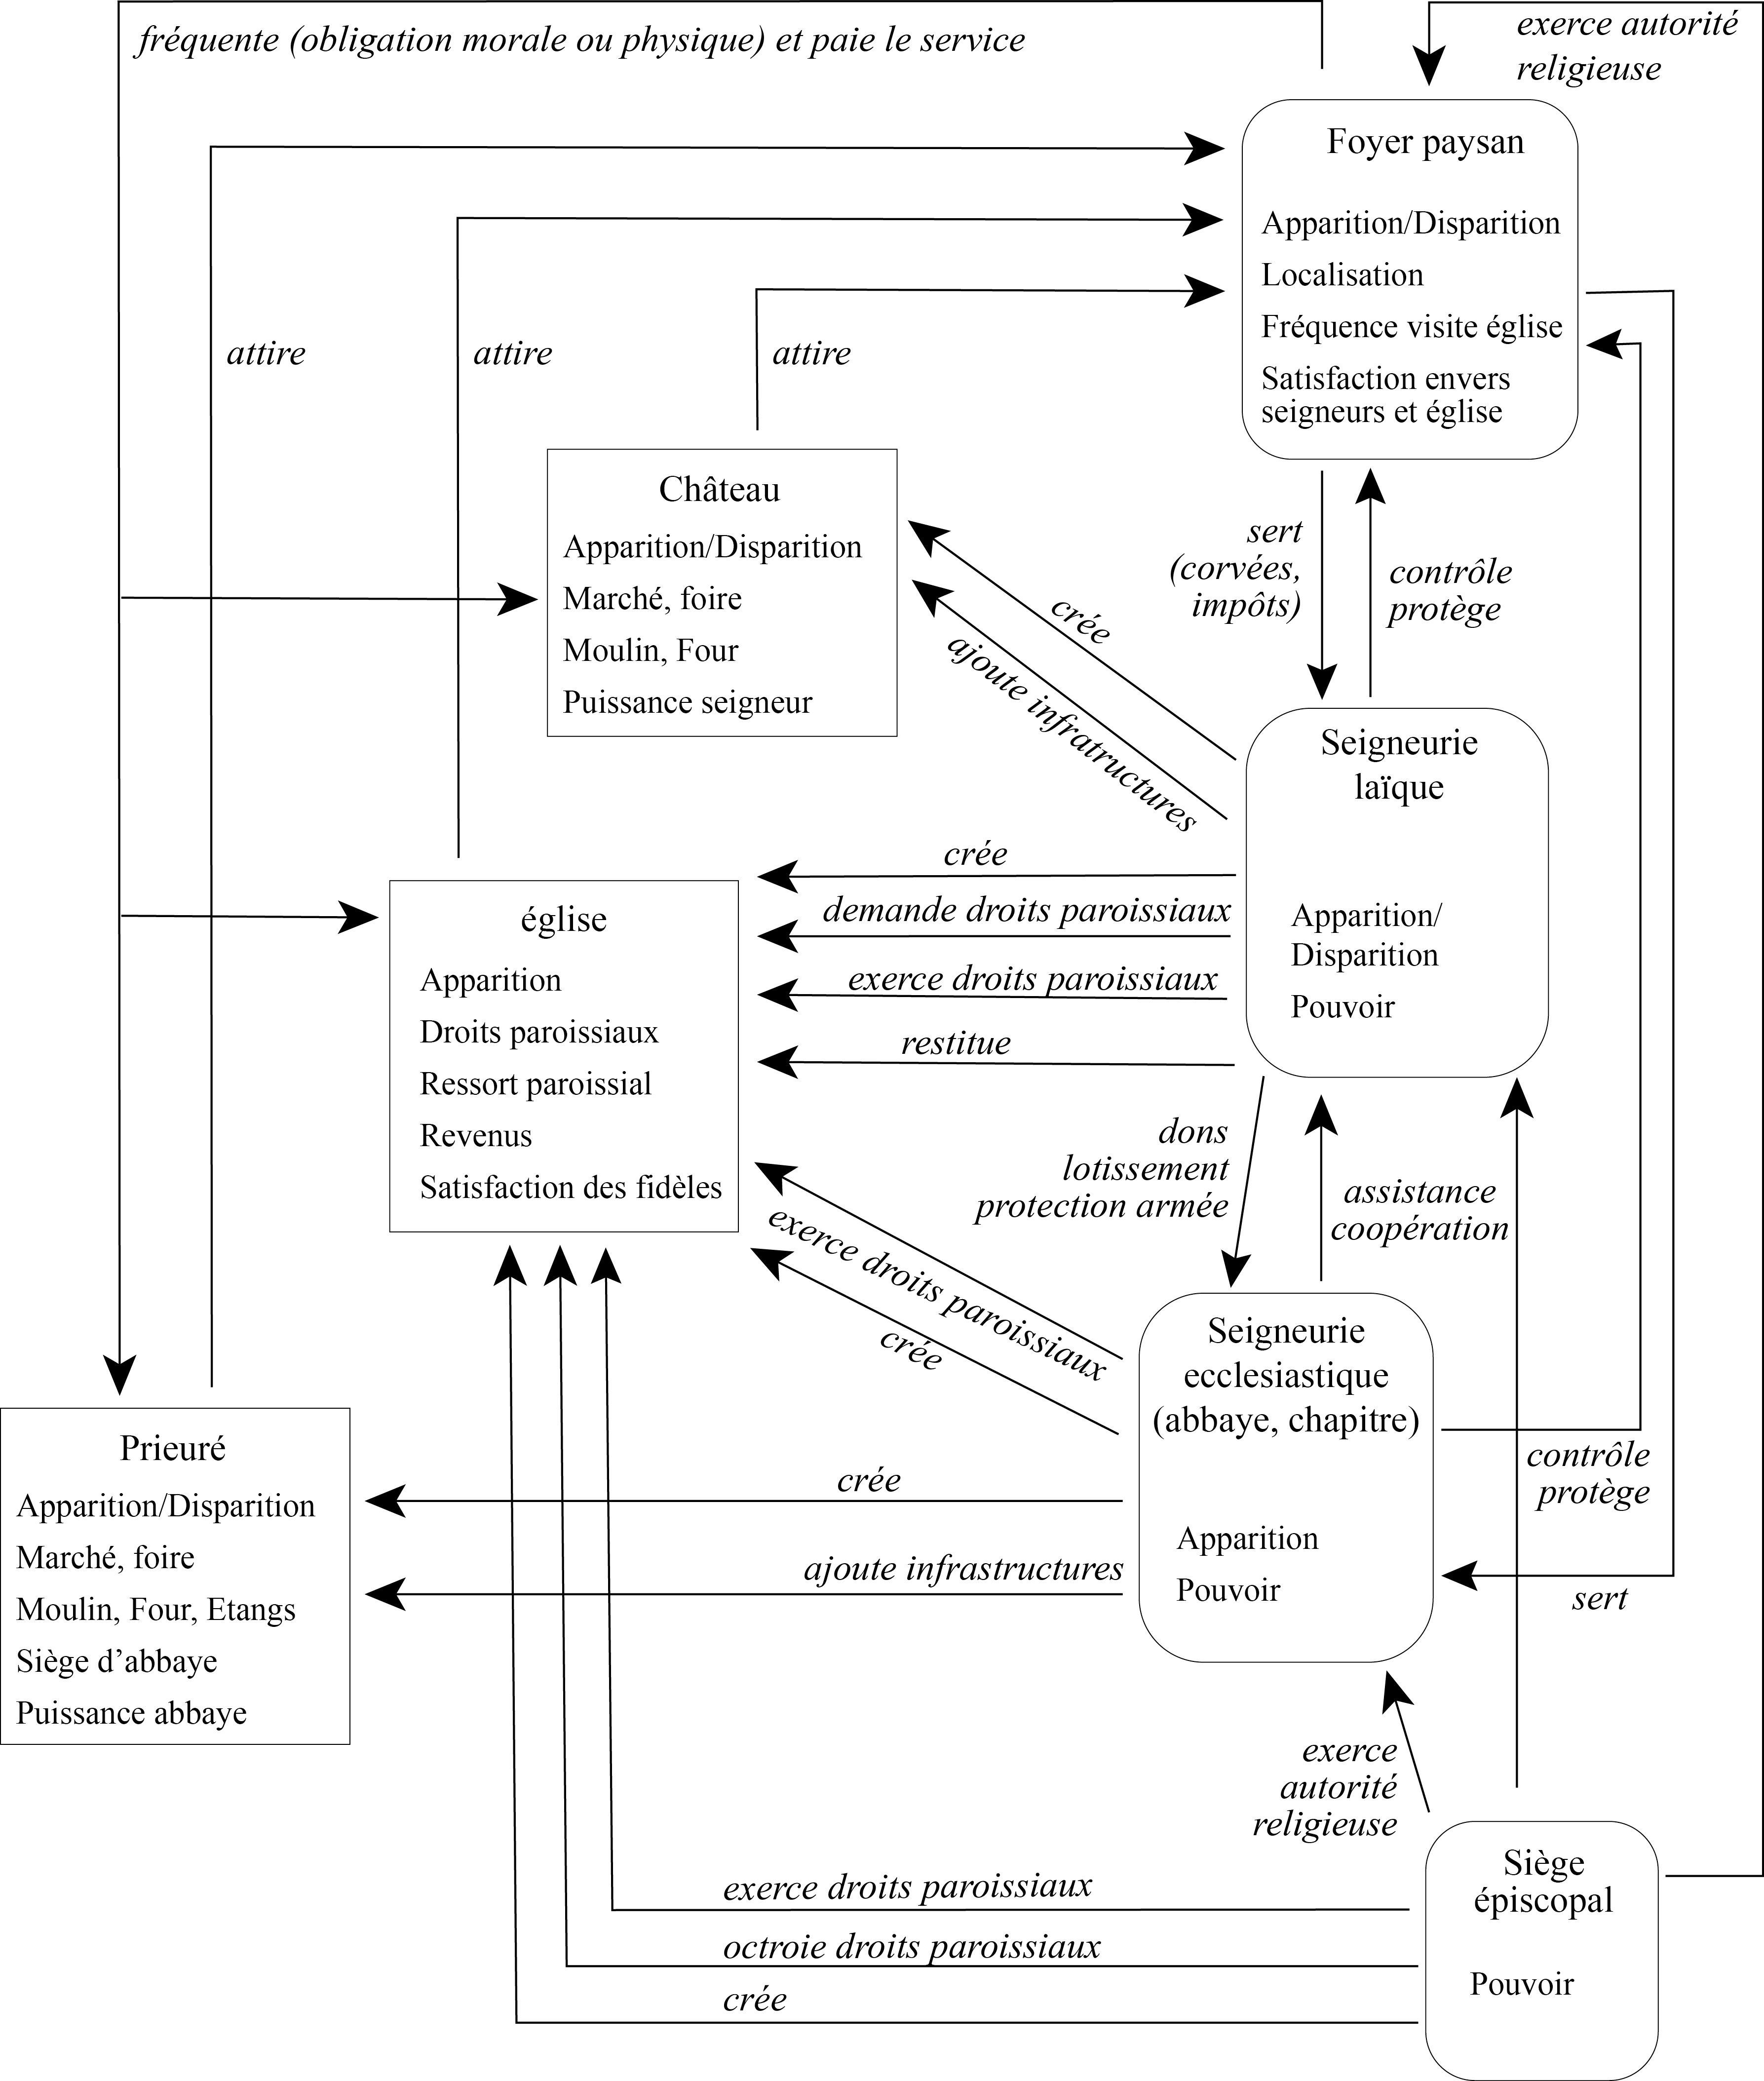 fréquente (obligation morale ou physique) et paie le service
exerce autorité
religieuse
Foyer paysan
Apparition/Disparition
Localisation
Fréquence visite église
Satisfaction envers
seigneurs et église
attire
attire
attire
Château
Apparition/Disparition
Marché, foire
Moulin, Four
Puissance seigneur
sert
(corvées,
impôts)
contrôle
protège
crée
ajoute infratructures
Seigneurie
laïque
Apparition/
Disparition
Pouvoir
crée
demande droits paroissiaux
exerce droits paroissiaux
restitue
église
Apparition
Droits paroissiaux
Ressort paroissial
Revenus
Satisfaction des fidèles
dons
lotissement
protection armée
assistance
coopération
exerce droits paroissiaux
crée
Seigneurie
ecclesiastique
(abbaye, chapitre)
Apparition
Pouvoir
contrôle
protège
sert
Prieuré
Apparition/Disparition
Marché, foire
Moulin, Four, Etangs
Siège d’abbaye
Puissance abbaye
crée
ajoute infrastructures
exerce
autorité
religieuse
Siège
épiscopal
Pouvoir
exerce droits paroissiaux
octroie droits paroissiaux
crée